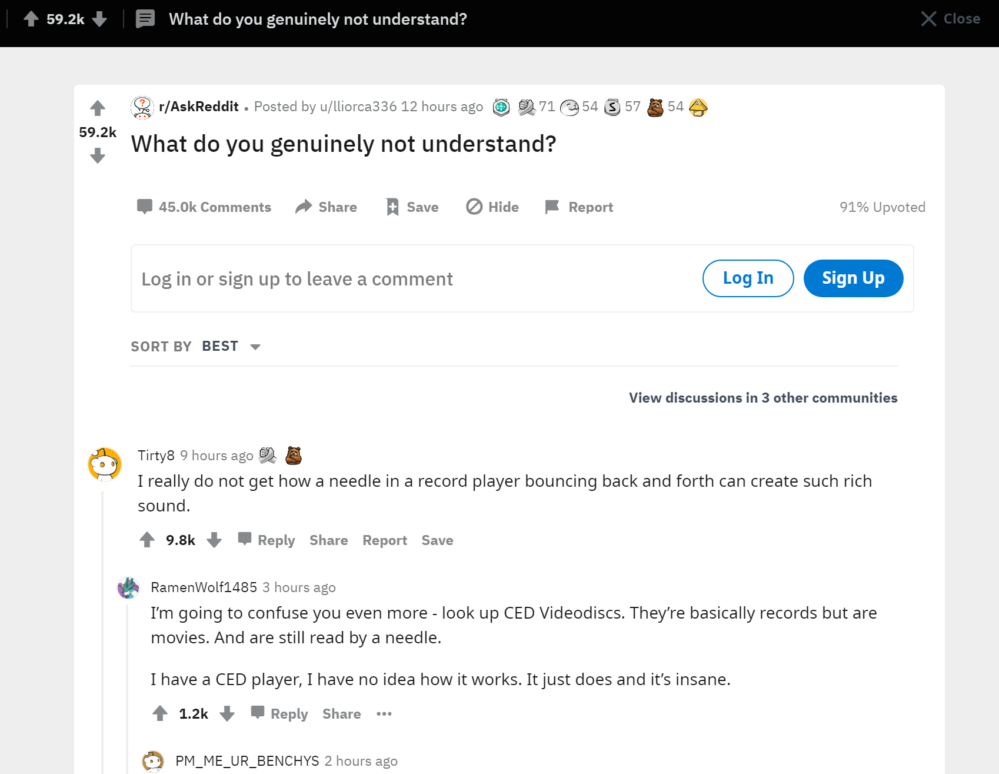 59.2k What do you genuinely not understand? Close
r/AskReddit • Posted by u/lliorca336 12 hours ago 71 54 57 54
59.2k
What do you genuinely not understand?
45.0k Comments Share Save Hide Report 91% Upvoted
Log in or sign up to leave a comment Log In Sign Up
SORT BY BEST
View discussions in 3 other communities
Tirty8 9 hours ago
I really do not get how a needle in a record player bouncing back and forth can create such rich
sound.
9.8k Reply Share Report Save
RamenWolf1485 3 hours ago
I’m going to confuse you even more - look up CED Videodiscs. They’re basically records but are
movies. And are still read by a needle.
I have a CED player, I have no idea how it works. It just does and it’s insane.
1.2k Reply Share •••
PM_ME_UR_BENCHYS 2 hours ago